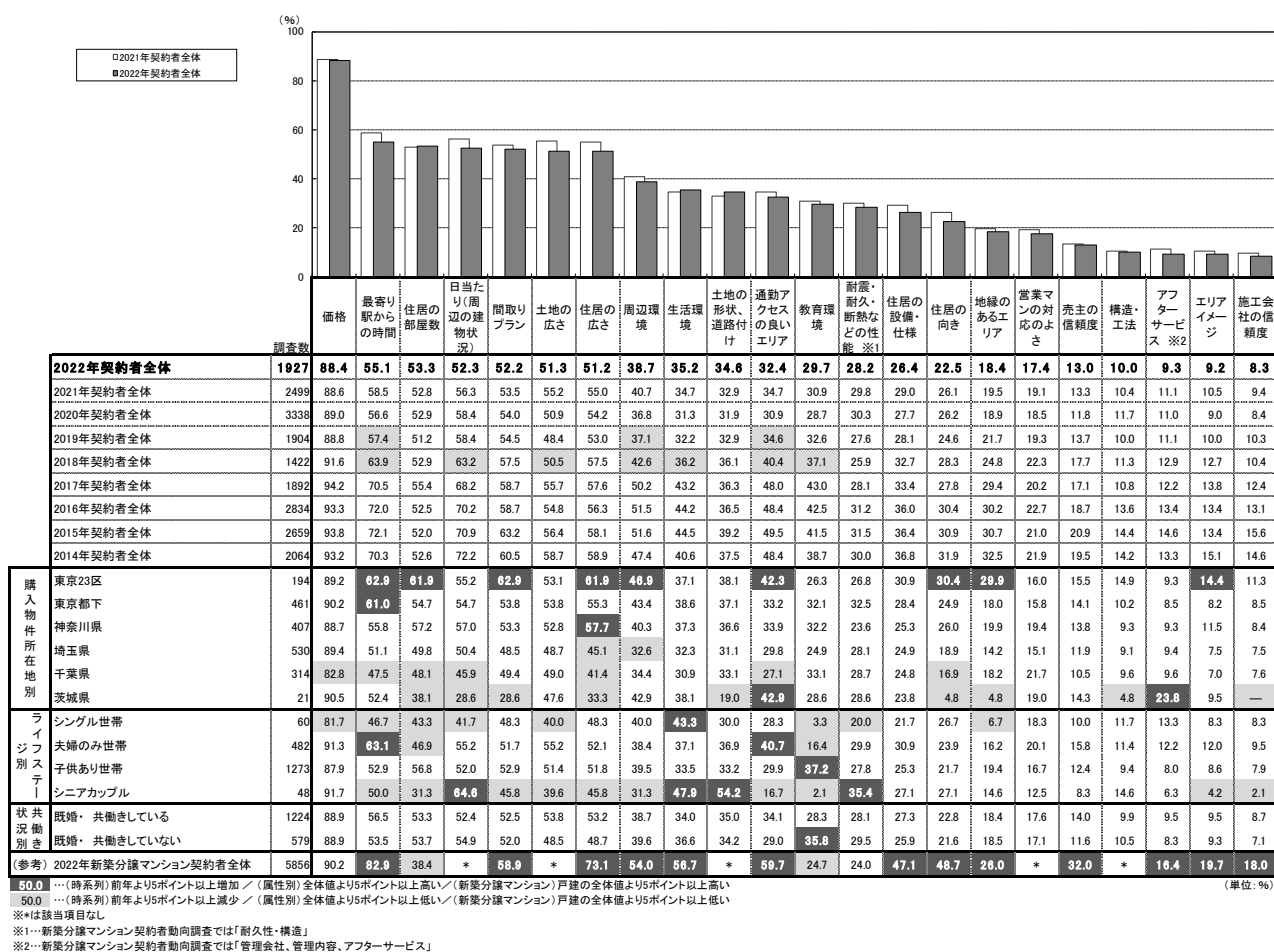 (%)
□2021年契約者全体
■2022年契約者全体
100
80
60
40
20
0
調査数 価格 最寄り駅からの時間 住居の部屋数 日当たり(周辺の建物状況) 間取りプラン 土地の広さ 住居の広さ 周辺環境 生活環境 土地の形状、道路付け 通勤アクセスの良いエリア 教育環境 耐震・耐久・断熱などの性能 ※1 住居の設備・仕様 住居の向き 地縁のあるエリア 営業マンの対応のよさ 売主の信頼度 構造・工法 アフターサービス ※2 エリアイメージ 施工会社の信頼度
2022年契約者全体 1927 88.4 55.1 53.3 52.3 52.2 51.3 51.2 38.7 35.2 34.6 32.4 29.7 28.2 26.4 22.5 18.4 17.4 13.0 10.0 9.3 9.2 8.3
2021年契約者全体 2499 88.6 58.5 52.8 56.3 53.5 55.2 55.0 40.7 34.7 32.9 34.7 30.9 29.8 29.0 26.1 19.5 19.1 13.3 10.4 11.1 10.5 9.4
2020年契約者全体 3338 89.0 56.6 52.9 58.4 54.0 50.9 54.2 36.8 31.3 31.9 30.9 28.7 30.3 27.7 26.2 18.9 18.5 11.8 11.7 11.0 9.0 8.4
2019年契約者全体 1904 88.8 57.4 51.2 58.4 54.5 48.4 53.0 37.1 32.2 32.9 34.6 32.6 27.6 28.1 24.6 21.7 19.3 13.7 10.0 11.1 10.0 10.3
2018年契約者全体 1422 91.6 63.9 52.9 63.2 57.5 50.5 57.5 42.6 36.2 36.1 40.4 37.1 25.9 32.7 28.3 24.8 22.3 17.7 11.3 12.9 12.7 10.4
2017年契約者全体 1892 94.2 70.5 55.4 68.2 58.7 55.7 57.6 50.2 43.2 36.3 48.0 43.0 28.1 33.4 27.8 29.4 20.2 17.1 10.8 12.2 13.8 12.4
2016年契約者全体 2834 93.3 72.0 52.5 70.2 58.7 54.8 56.3 51.5 44.2 36.5 48.4 42.5 31.2 36.0 30.4 30.2 22.7 18.7 13.6 13.4 13.4 13.1
2015年契約者全体 2659 93.8 72.1 52.0 70.9 63.2 56.4 58.1 51.6 44.5 39.2 49.5 41.5 31.5 36.4 30.9 30.7 21.0 20.9 14.4 14.6 13.4 15.6
2014年契約者全体 2064 93.2 70.3 52.6 72.2 60.5 58.7 58.9 47.4 40.6 37.5 48.4 38.7 30.0 36.8 31.9 32.5 21.9 19.5 14.2 13.3 15.1 14.6
購入物件所在地別
東京23区 194 89.2 62.9 61.9 55.2 62.9 53.1 61.9 46.9 37.1 38.1 42.3 26.3 26.8 30.9 30.4 29.9 16.0 15.5 14.9 9.3 14.4 11.3
東京都下 461 90.2 61.0 54.7 54.7 53.8 53.8 55.3 43.4 38.6 37.1 33.2 32.1 32.5 28.4 24.9 18.0 15.8 14.1 10.2 8.5 8.2 8.5
神奈川県 407 88.7 55.8 57.2 57.0 53.3 52.8 57.7 40.3 37.3 36.6 33.9 32.2 23.6 25.3 26.0 19.9 19.4 13.8 9.3 9.3 11.5 8.4
埼玉県 530 89.4 51.1 49.8 50.4 48.5 48.7 45.1 32.6 32.3 31.1 29.8 24.9 28.1 24.9 18.9 14.2 15.1 11.9 9.1 9.4 7.5 7.5
千葉県 314 82.8 47.5 48.1 45.9 49.4 49.0 41.4 34.4 30.9 33.1 27.1 33.1 28.7 24.8 16.9 18.2 21.7 10.5 9.6 9.6 7.0 7.6
茨城県 21 90.5 52.4 38.1 28.6 28.6 47.6 33.3 42.9 38.1 19.0 42.9 28.6 28.6 23.8 4.8 4.8 19.0 14.3 4.8 23.8 9.5 —
ライフステージ別
シングル世帯 60 81.7 46.7 43.3 41.7 48.3 40.0 48.3 40.0 43.3 30.0 28.3 3.3 20.0 21.7 26.7 6.7 18.3 10.0 11.7 13.3 8.3 8.3
夫婦のみ世帯 482 91.3 63.1 46.9 55.2 51.7 55.2 52.1 38.4 37.1 36.9 40.7 16.4 29.9 30.9 23.9 16.2 20.1 15.8 11.4 12.2 12.0 9.5
子供あり世帯 1273 87.9 52.9 56.8 52.0 52.9 51.4 51.8 39.5 33.5 33.2 29.9 37.2 27.8 25.3 21.7 19.4 16.7 12.4 9.4 8.0 8.6 7.9
シニアカップル 48 91.7 50.0 31.3 64.6 45.8 39.6 45.8 31.3 47.9 54.2 16.7 2.1 35.4 27.1 27.1 14.6 12.5 8.3 14.6 6.3 4.2 2.1
共働き状況別
既婚・ 共働きしている 1224 88.9 56.5 53.3 52.4 52.5 53.8 53.2 38.7 34.0 35.0 34.1 28.3 28.1 27.3 22.8 18.4 17.6 14.0 9.9 9.5 9.5 8.7
既婚・ 共働きしていない 579 88.9 53.5 53.7 54.9 52.0 48.5 48.7 39.6 36.6 34.2 29.0 35.8 29.5 25.9 21.6 18.5 17.1 11.6 10.5 8.3 9.3 7.1
(参考) 2022年新築分譲マンション契約者全体 5856 90.2 82.9 38.4 * 58.9 * 73.1 54.0 56.7 * 59.7 24.7 24.0 47.1 48.7 26.0 * 32.0 * 16.4 19.7 18.0
50.0 …(時系列)前年より5ポイント以上増加 / (属性別)全体値より5ポイント以上高い/(新築分譲マンション)戸建の全体値より5ポイント以上高い
(単位:%)
50.0 …(時系列)前年より5ポイント以上減少 / (属性別)全体値より5ポイント以上低い/(新築分譲マンション)戸建の全体値より5ポイント以上低い
※*は該当項目なし
※1…新築分譲マンション契約者動向調査では「耐久性・構造」
※2…新築分譲マンション契約者動向調査では「管理会社、管理内容、アフターサービス」